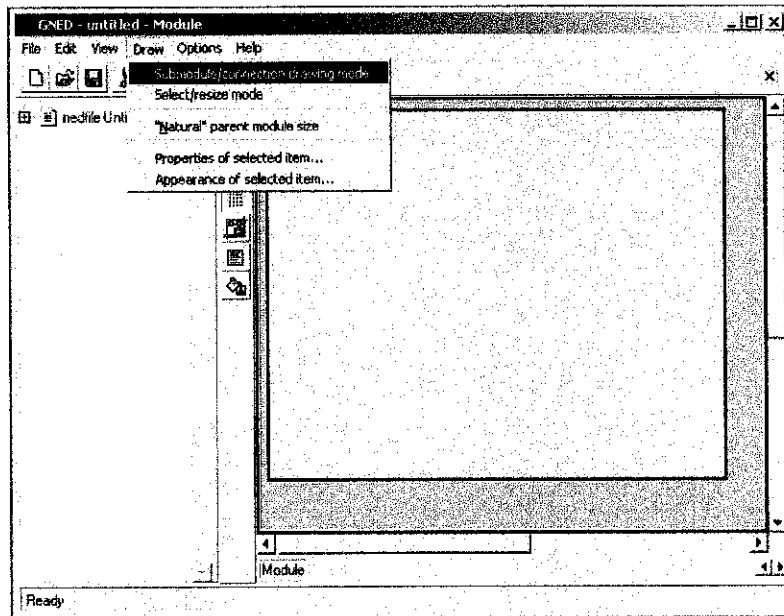 GNED - untitled - Module
File Edit View Draw Options Help
Submodule/connection drawing mode
Select/resize mode
"Natural" parent module size
Properties of selected item...
Appearance of selected item...
nedfile Unti
Module
Ready